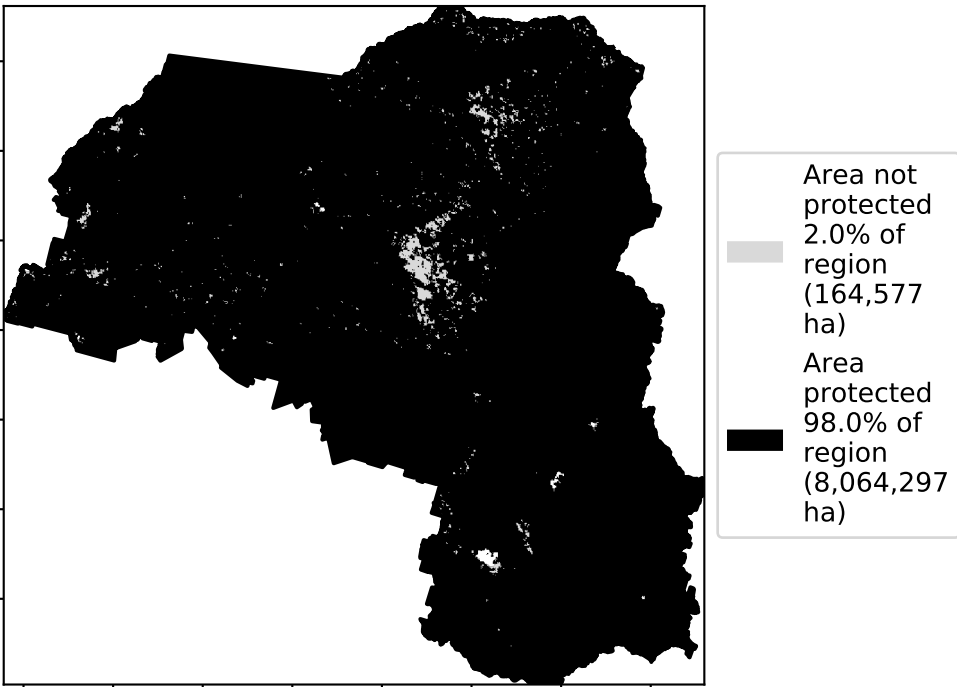 Area not
protected
2.0% of
region
(164,577
ha)
Area
protected
98.0% of
region
(8,064,297
ha)